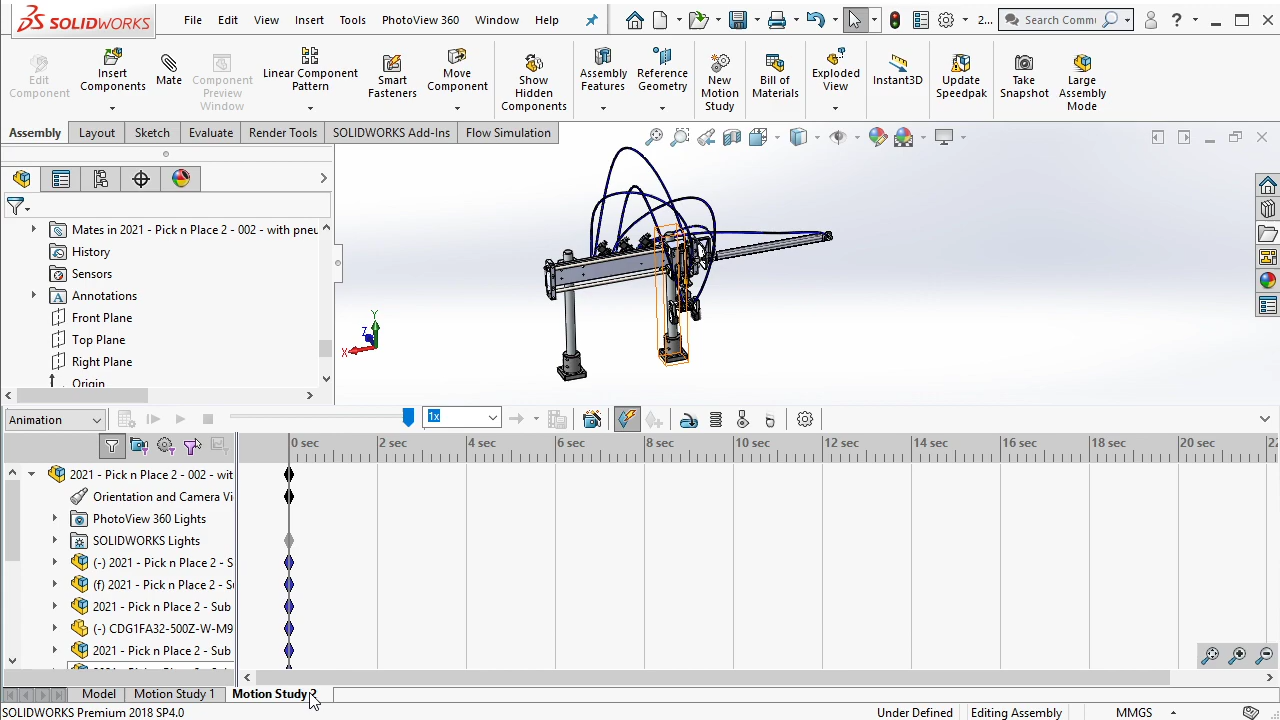 SOLIDWORKS File Edit View Insert Tools PhotoView 360 Window Help 2... Search Commu
Edit Component
Insert Components
Mate
Component Preview Window
Linear Component Pattern
Smart Fasteners
Move Component
Show Hidden Components
Assembly Features
Reference Geometry
New Motion Study
Bill of Materials
Exploded View
Instant3D
Update Speedpak
Take Snapshot
Large Assembly Mode
Assembly Layout Sketch Evaluate Render Tools SOLIDWORKS Add-Ins Flow Simulation
Mates in 2021 - Pick n Place 2 - 002 - with pneu
History
Sensors
Annotations
Front Plane
Top Plane
Right Plane
Origin
Y
Z
X
Animation 1x
0 sec 2 sec 4 sec 6 sec 8 sec 10 sec 12 sec 14 sec 16 sec 18 sec 20 sec 22
2021 - Pick n Place 2 - 002 - wit
Orientation and Camera Vi
PhotoView 360 Lights
SOLIDWORKS Lights
(-) 2021 - Pick n Place 2 - S
(f) 2021 - Pick n Place 2 - S
2021 - Pick n Place 2 - Sub
(-) CDG1FA32-500Z-W-M9
2021 - Pick n Place 2 - Sub
Model Motion Study 1 Motion Study 2
SOLIDWORKS Premium 2018 SP4.0 Under Defined Editing Assembly MMGS